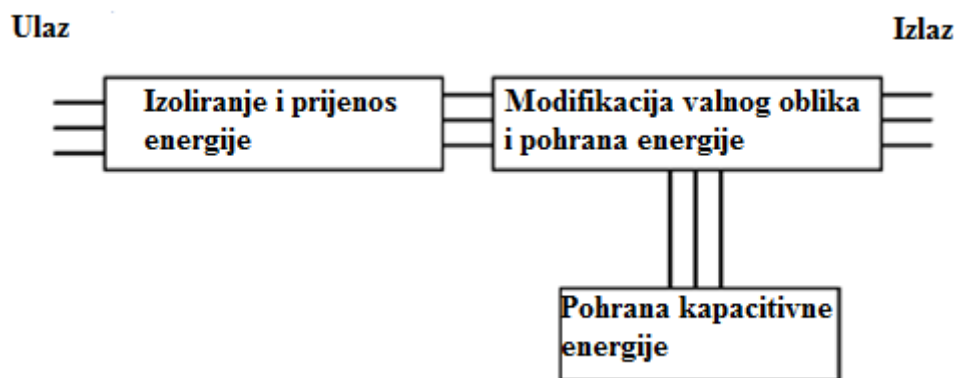 Ulaz
Izlaz
Izoliranje i prijenos
energije
Modifikacija valnog oblika
i pohrana energije
Pohrana kapacitivne
energije